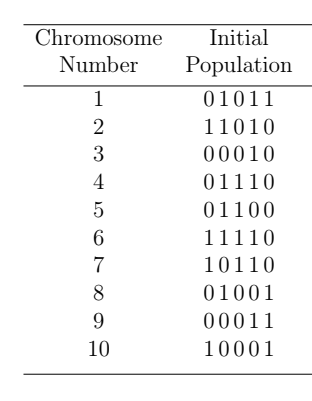 Chromosome Initial
Number Population
1 0 1 0 1 1
2 1 1 0 1 0
3 0 0 0 1 0
4 0 1 1 1 0
5 0 1 1 0 0
6 1 1 1 1 0
7 1 0 1 1 0
8 0 1 0 0 1
9 0 0 0 1 1
10 1 0 0 0 1